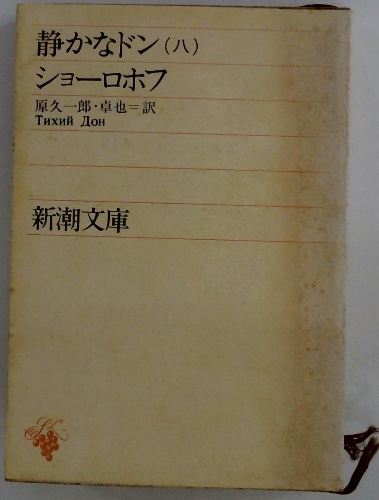 静かなドン(八)
ショーロホフ
原久一郎・卓也=訳
Тихий Дон
新潮文庫